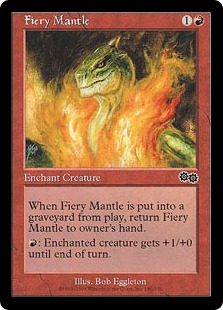 Fiery Mantle 1
Enchant Creature
When Fiery Mantle is put into a
graveyard from play, return Fiery
Mantle to owner's hand.
: Enchanted creature gets +1/+0
until end of turn.
Illus. Bob Eggleton